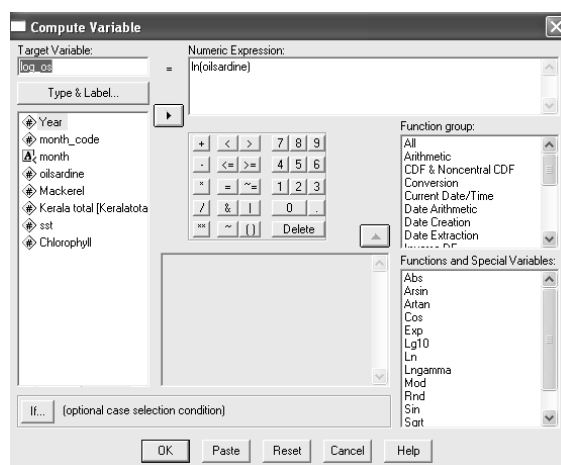 Compute Variable
Target Variable:
log_os
=
Numeric Expression:
ln(oilsardine)
Type & Label...
Year
month_code
month
oilsardine
Mackerel
Kerala total [Keralatota
sst
Chlorophyll
+ < > 7 8 9
- <= >= 4 5 6
* = ~= 1 2 3
/ & | 0 .
** ~ () Delete
Function group:
All
Arithmetic
CDF & Noncentral CDF
Conversion
Current Date/Time
Date Arithmetic
Date Creation
Date Extraction
Functions and Special Variables:
Abs
Arsin
Artan
Cos
Exp
Lg10
Ln
Lngamma
Mod
Rnd
Sin
Sqrt
If... (optional case selection condition)
OK Paste Reset Cancel Help